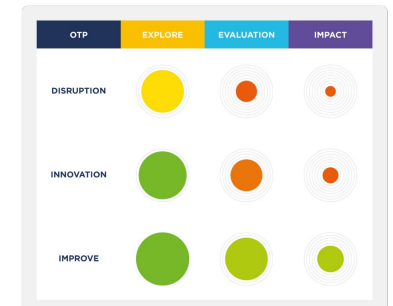 OTP EXPLORE EVALUATION IMPACT
DISRUPTION
INNOVATION
IMPROVE